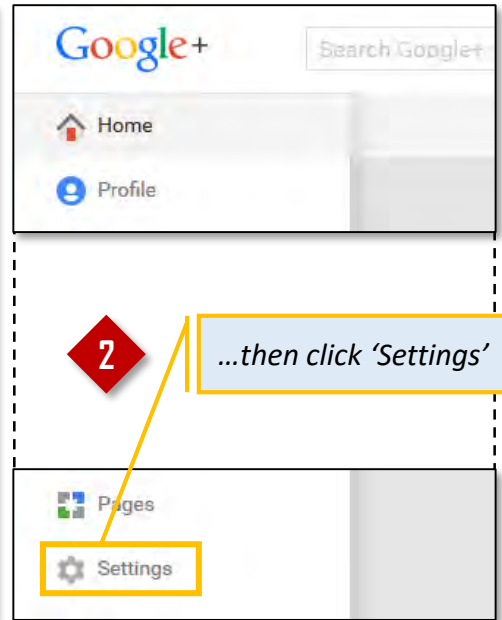 Google+
Search Google+
Home
Profile
2
...then click ‘Settings’
Pages
Settings